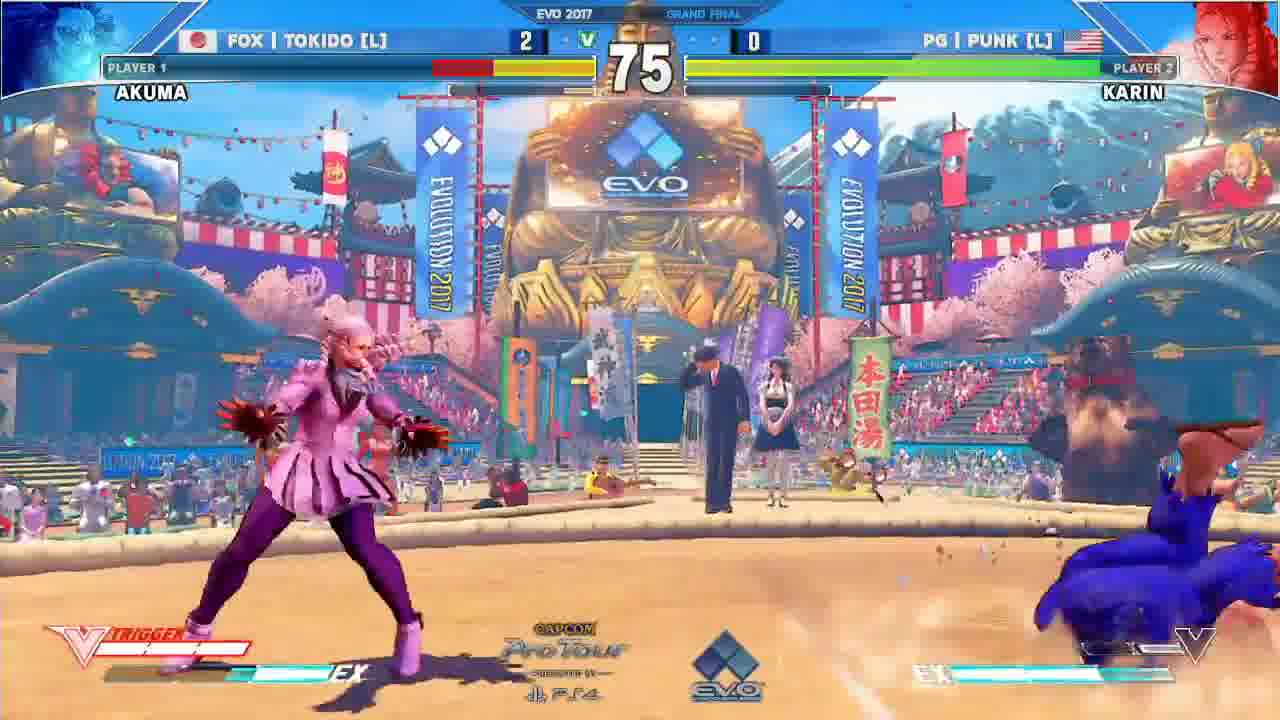 EVO 2017
GRAND FINAL
FOX | TOKIDO [L]
2
V
0
PG | PUNK [L]
PLAYER 1
75
PLAYER 2
AKUMA
KARIN
EVO
EVOLUTION 2017
EVOLUTION 2017
本田湯
V
TRIGGER
EX
CAPCOM
Pro Tour
PS4
EVO
EX
V